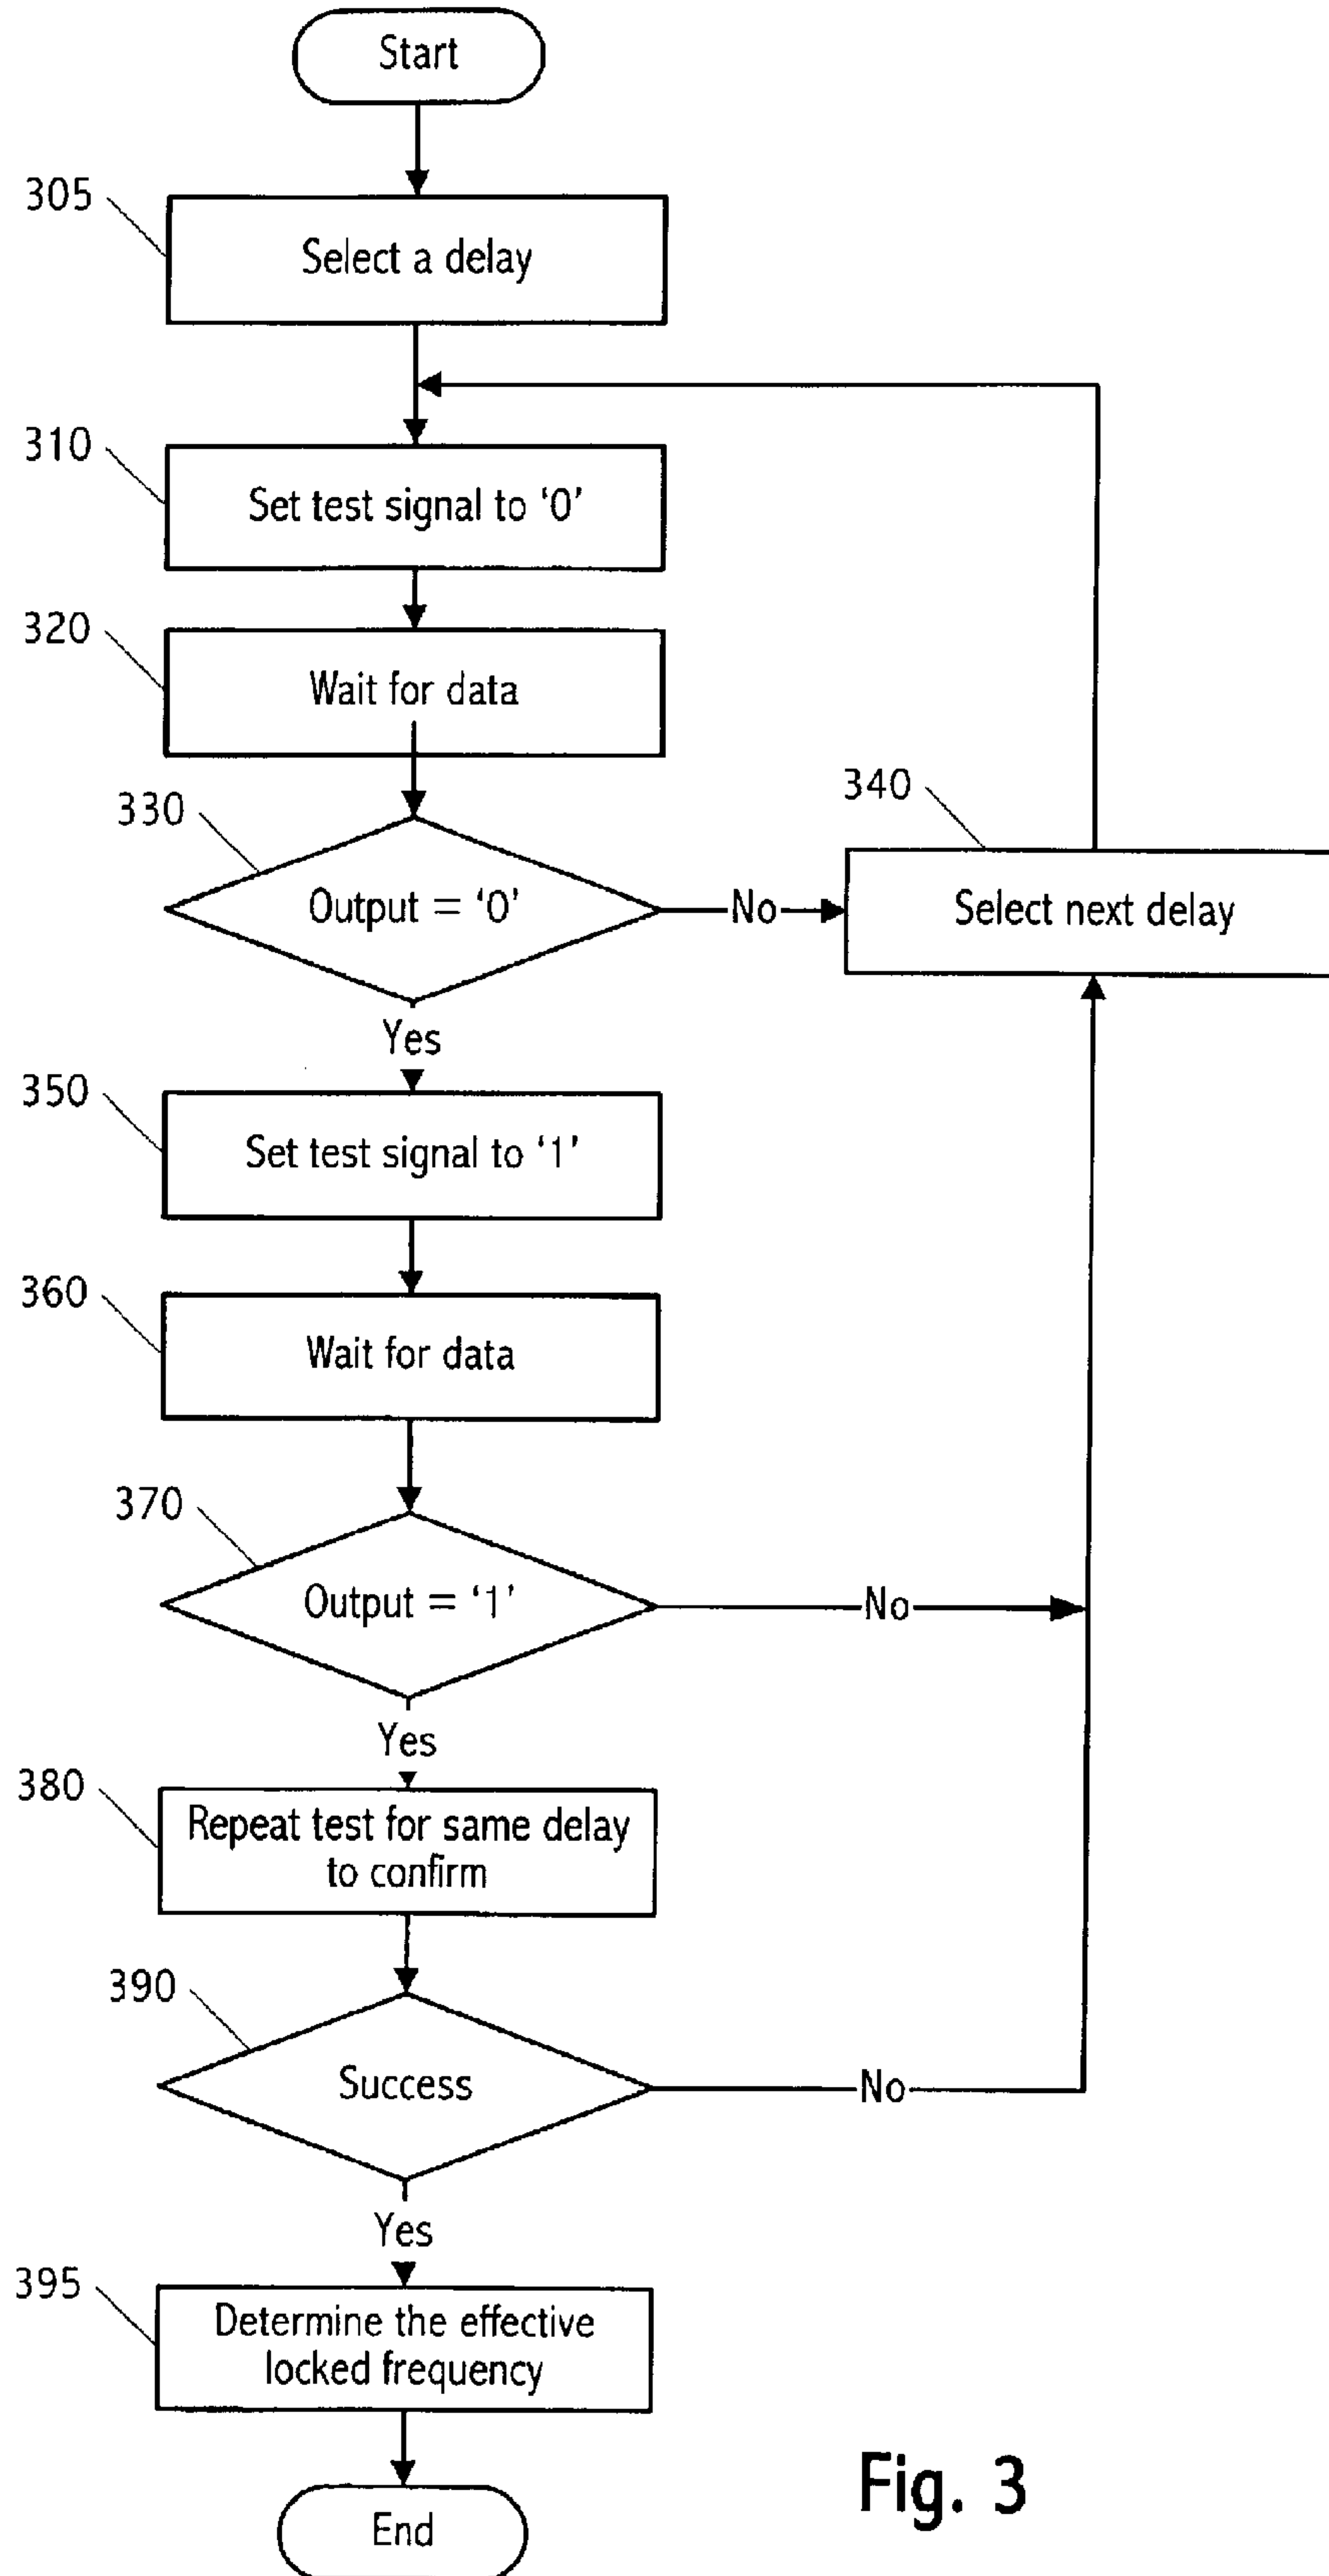 Start
305
Select a delay
310
Set test signal to ‘0’
320
Wait for data
330
Output = ‘0’
No
340
Select next delay
Yes
350
Set test signal to ‘1’
360
Wait for data
370
Output = ‘1’
No
Yes
380
Repeat test for same delay
to confirm
390
Success
No
Yes
395
Determine the effective
locked frequency
End
Fig. 3